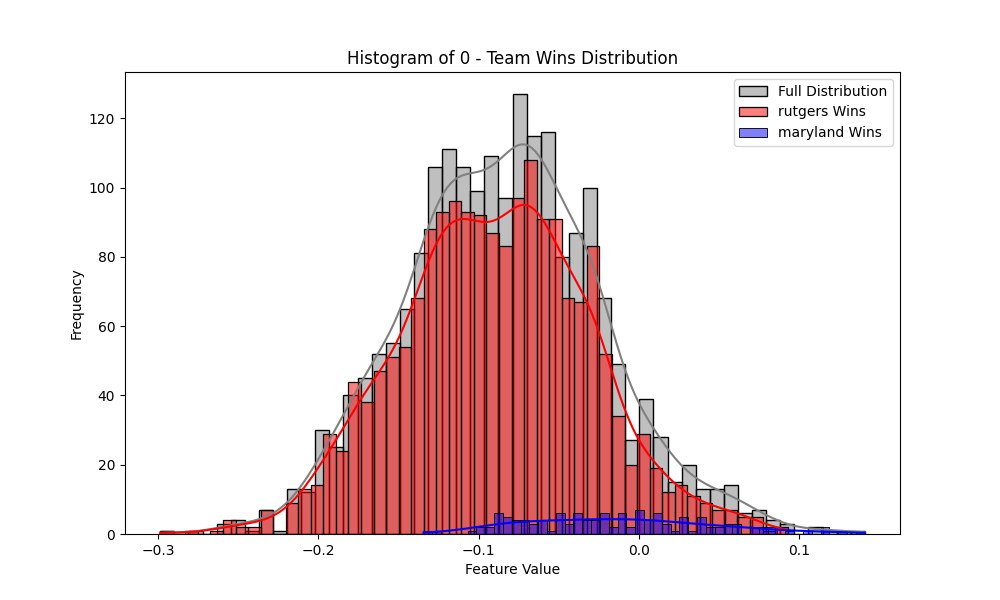 Histogram of 0 - Team Wins Distribution
Full Distribution
rutgers Wins
maryland Wins
Frequency
120
100
80
60
40
20
0
−0.3 −0.2 −0.1 0.0 0.1
Feature Value